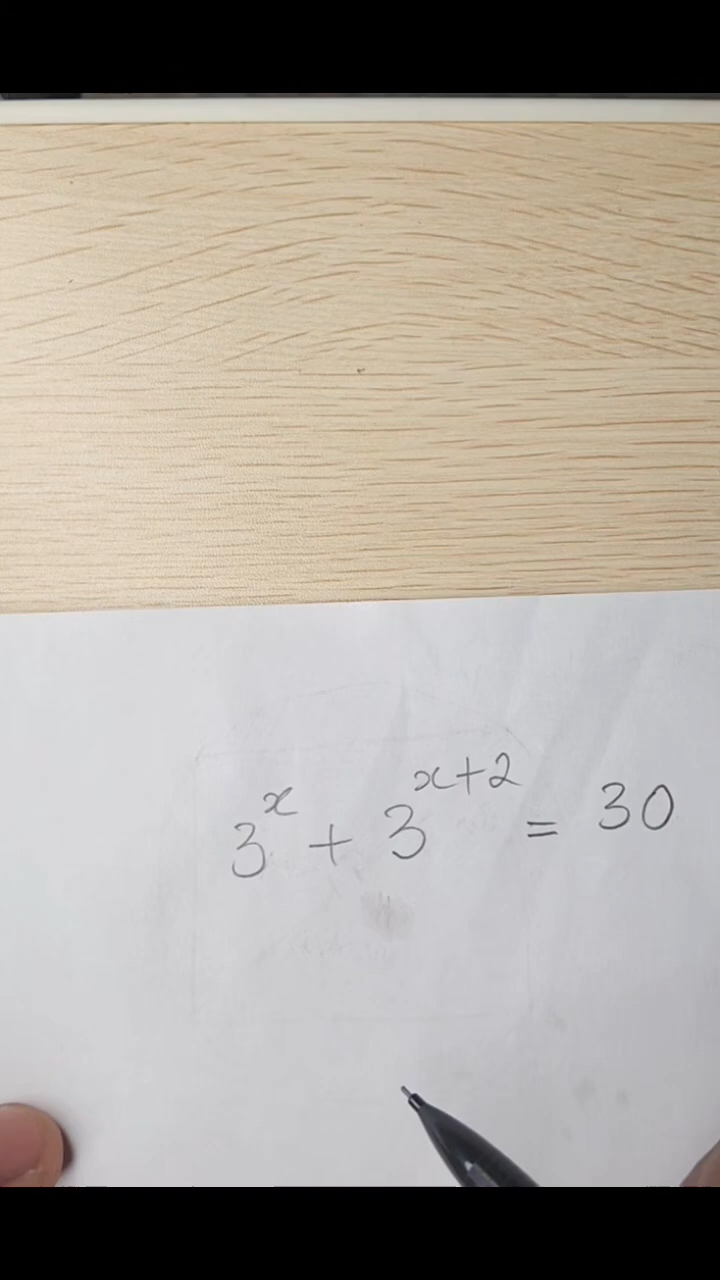 3^x + 3^{x+2} = 30